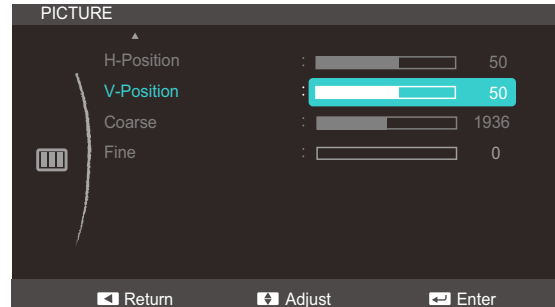 PICTURE
H-Position : 50
V-Position : 50
Coarse : 1936
Fine : 0
Return Adjust Enter